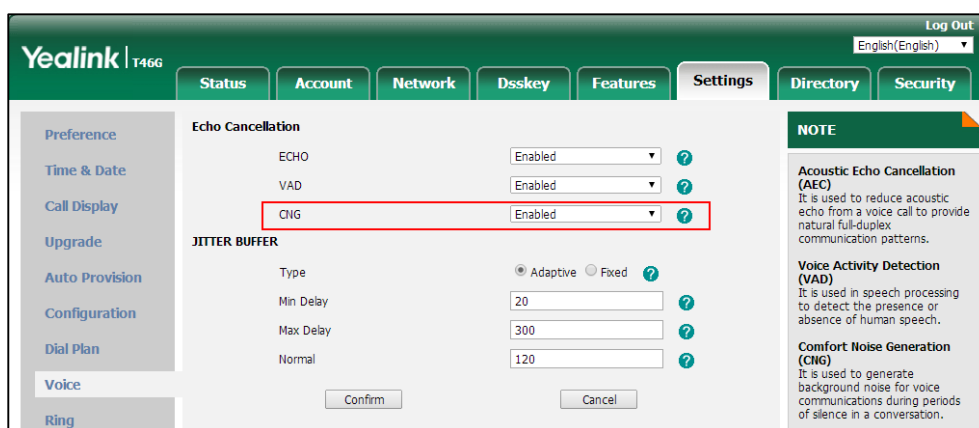 Log Out
Yealink | T46G
English(English)
Status Account Network Dsskey Features Settings Directory Security
Preference
Time & Date
Call Display
Upgrade
Auto Provision
Configuration
Dial Plan
Voice
Ring
Echo Cancellation
ECHO Enabled ?
VAD Enabled ?
CNG Enabled ?
JITTER BUFFER
Type Adaptive Fixed ?
Min Delay 20 ?
Max Delay 300 ?
Normal 120 ?
Confirm Cancel
NOTE
Acoustic Echo Cancellation
(AEC)
It is used to reduce acoustic
echo from a voice call to provide
natural full-duplex
communication patterns.
Voice Activity Detection
(VAD)
It is used in speech processing
to detect the presence or
absence of human speech.
Comfort Noise Generation
(CNG)
It is used to generate
background noise for voice
communications during periods
of silence in a conversation.